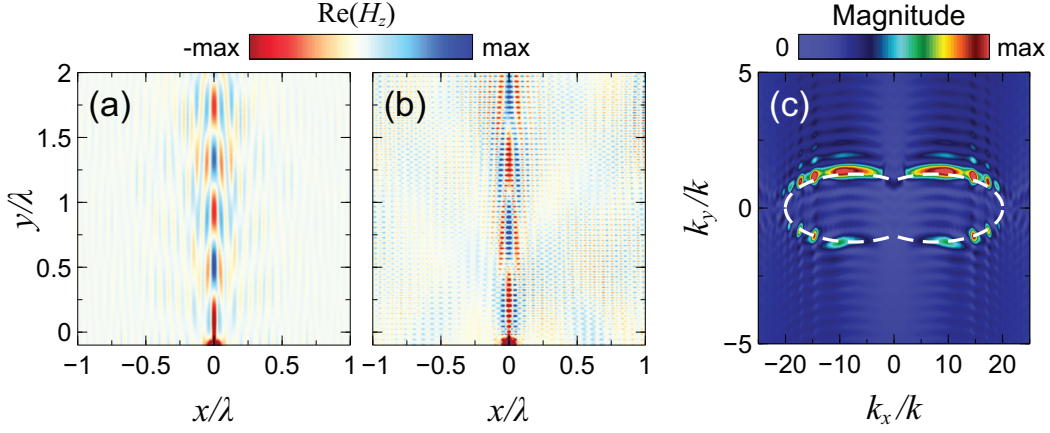 Re(H_z)
-max max
Magnitude
0 max
(a)
(b)
(c)
2
1.5
1
0.5
0
y/λ
−1 −0.5 0 0.5 1
x/λ
−1 −0.5 0 0.5 1
x/λ
5
0
−5
k_y/k
−20 −10 0 10 20
k_x/k